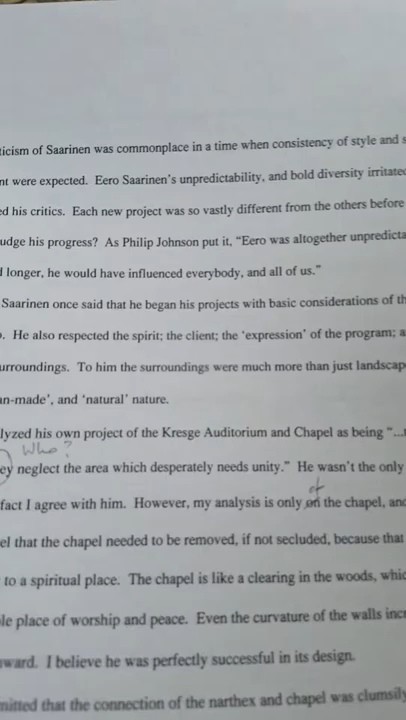 ticism of Saarinen was commonplace in a time when consistency of style and s
nt were expected. Eero Saarinen's unpredictability, and bold diversity irritated
ed his critics. Each new project was so vastly different from the others before
udge his progress? As Philip Johnson put it, "Eero was altogether unpredicta
d longer, he would have influenced everybody, and all of us."
Saarinen once said that he began his projects with basic considerations of th
. He also respected the spirit; the client; the 'expression' of the program; a
urroundings. To him the surroundings were much more than just landscap
an-made', and 'natural' nature.
lyzed his own project of the Kresge Auditorium and Chapel as being "...
Who?
ey neglect the area which desperately needs unity." He wasn't the only
of
fact I agree with him. However, my analysis is only on the chapel, and
el that the chapel needed to be removed, if not secluded, because that
to a spiritual place. The chapel is like a clearing in the woods, whic
le place of worship and peace. Even the curvature of the walls incr
ward. I believe he was perfectly successful in its design.
mitted that the connection of the narthex and chapel was clumsily